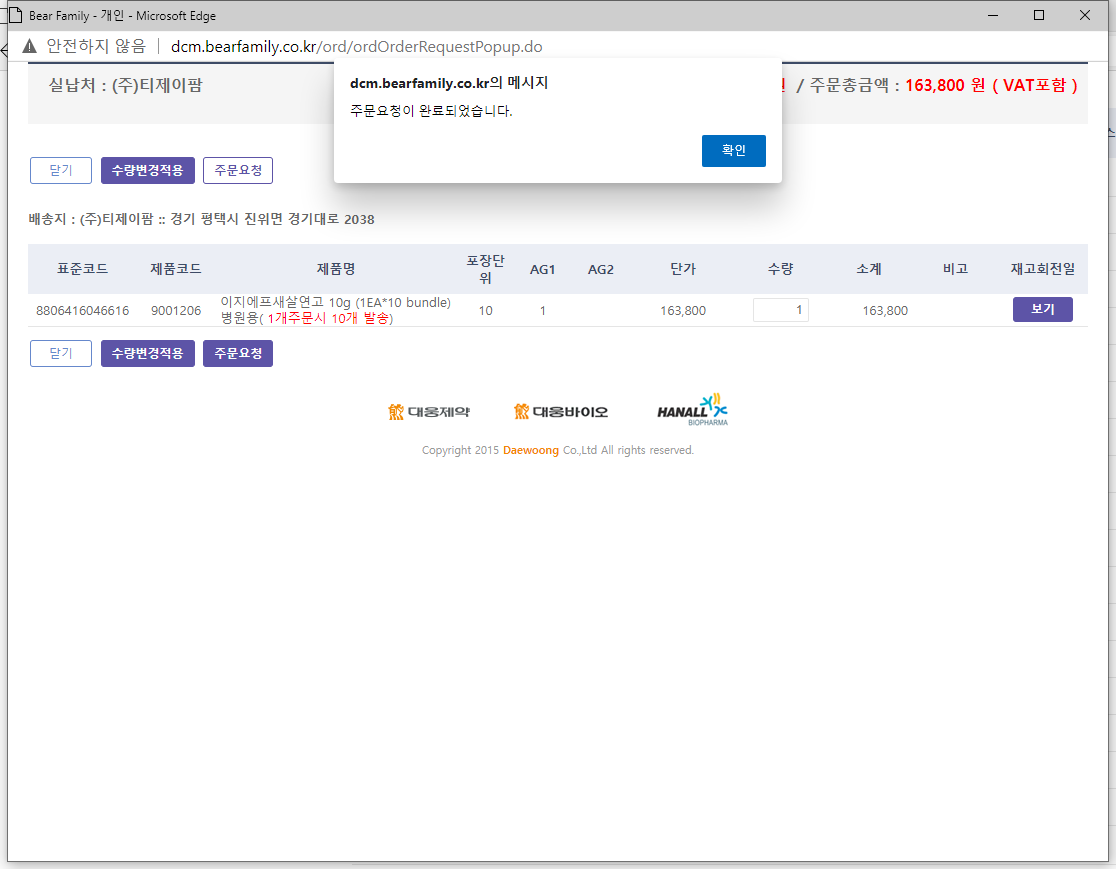 Bear Family - 개인 - Microsoft Edge
안전하지 않음 | dcm.bearfamily.co.kr/ord/ordOrderRequestPopup.do
실납처 : (주)티제이팜
/ 주문총금액 : 163,800 원 ( VAT포함 )
dcm.bearfamily.co.kr의 메시지
주문요청이 완료되었습니다.
확인
닫기 수량변경적용 주문요청
배송지 : (주)티제이팜 :: 경기 평택시 진위면 경기대로 2038
표준코드 제품코드 제품명 포장단위 AG1 AG2 단가 수량 소계 비고 재고회전일
8806416046616 9001206 이지에프새살연고 10g (1EA*10 bundle) 10 1 163,800 1 163,800 보기
병원용( 1개주문시 10개 발송)
닫기 수량변경적용 주문요청
대웅제약 대웅바이오 HANALL BIOPHARMA
Copyright 2015 Daewoong Co.,Ltd All rights reserved.